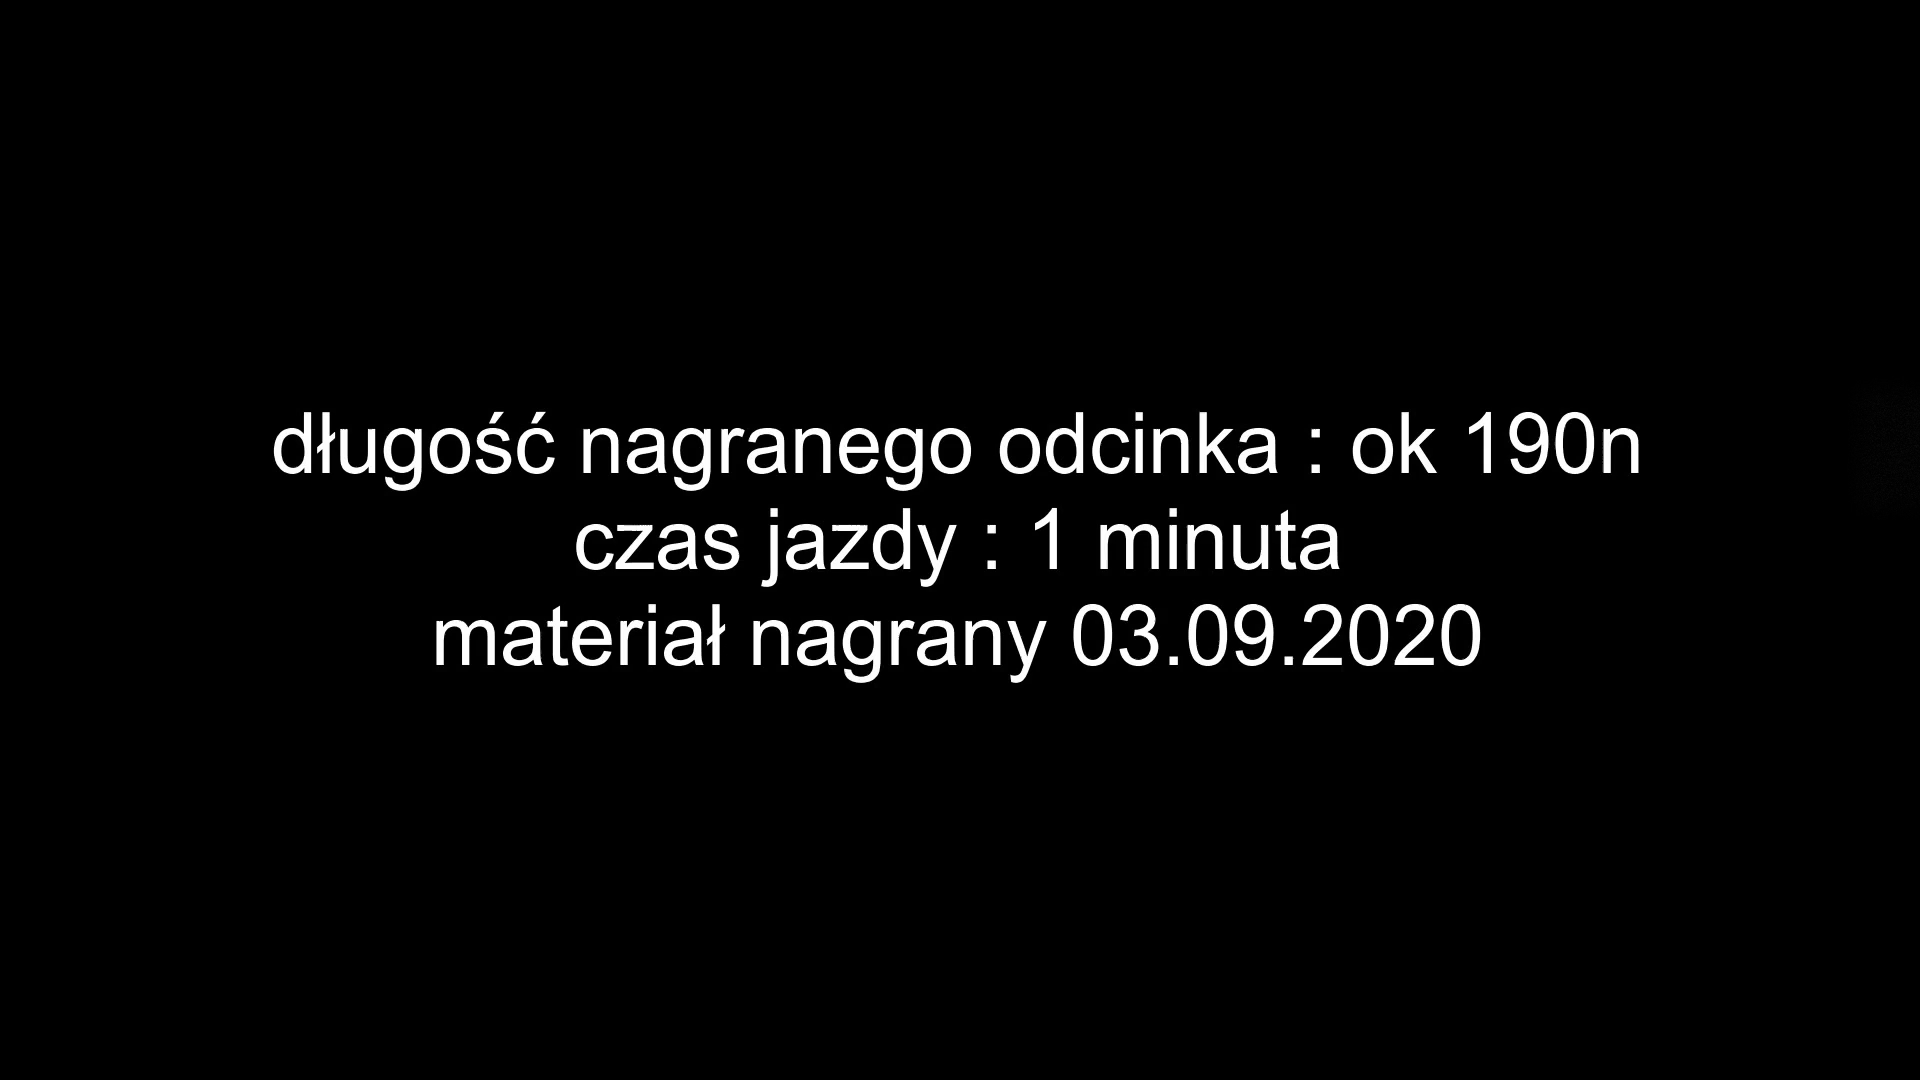 długość nagranego odcinka : ok 190n
czas jazdy : 1 minuta
materiał nagrany 03.09.2020